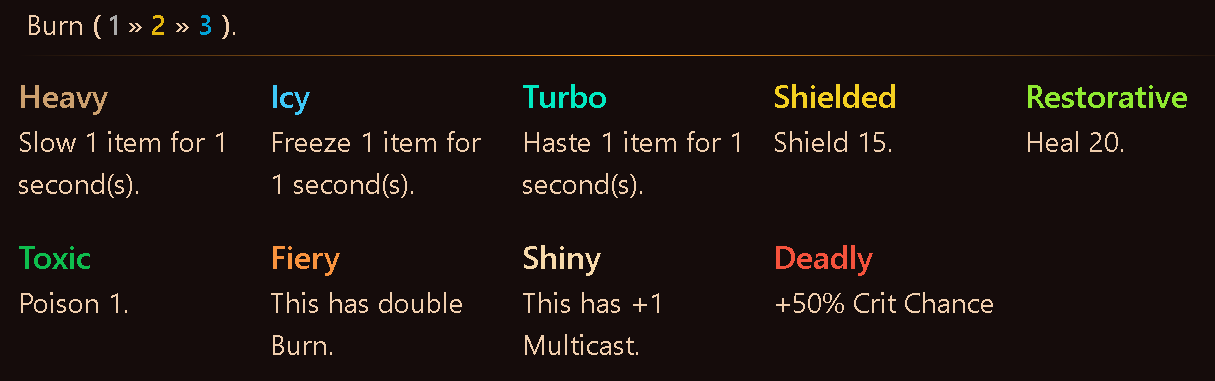 Burn ( 1 » 2 » 3 ).
Heavy
Slow 1 item for 1
second(s).
Icy
Freeze 1 item for
1 second(s).
Turbo
Haste 1 item for 1
second(s).
Shielded
Shield 15.
Restorative
Heal 20.
Toxic
Poison 1.
Fiery
This has double
Burn.
Shiny
This has +1
Multicast.
Deadly
+50% Crit Chance